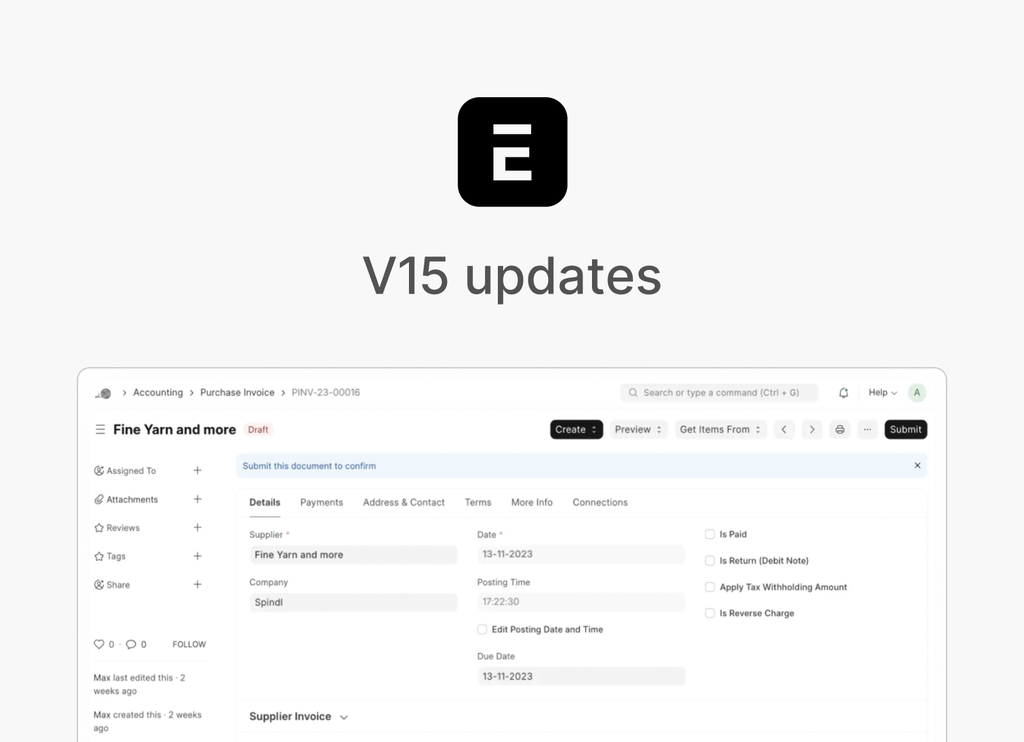 E
V15 updates
Accounting Purchase Invoice PINV-23-00016 Search or type a command (Ctrl + G) Help A
Fine Yarn and more Draft Create Preview Get Items From ... Submit
Assigned To
Attachments
Reviews
Tags
Share
0 · 0 FOLLOW
Max last edited this · 2
weeks ago
Max created this · 2 weeks
ago
Submit this document to confirm
Details Payments Address & Contact Terms More Info Connections
Supplier *
Fine Yarn and more
Company
Spindl
Date *
13-11-2023
Posting Time
17:22:30
Edit Posting Date and Time
Due Date
13-11-2023
Is Paid
Is Return (Debit Note)
Apply Tax Withholding Amount
Is Reverse Charge
Supplier Invoice